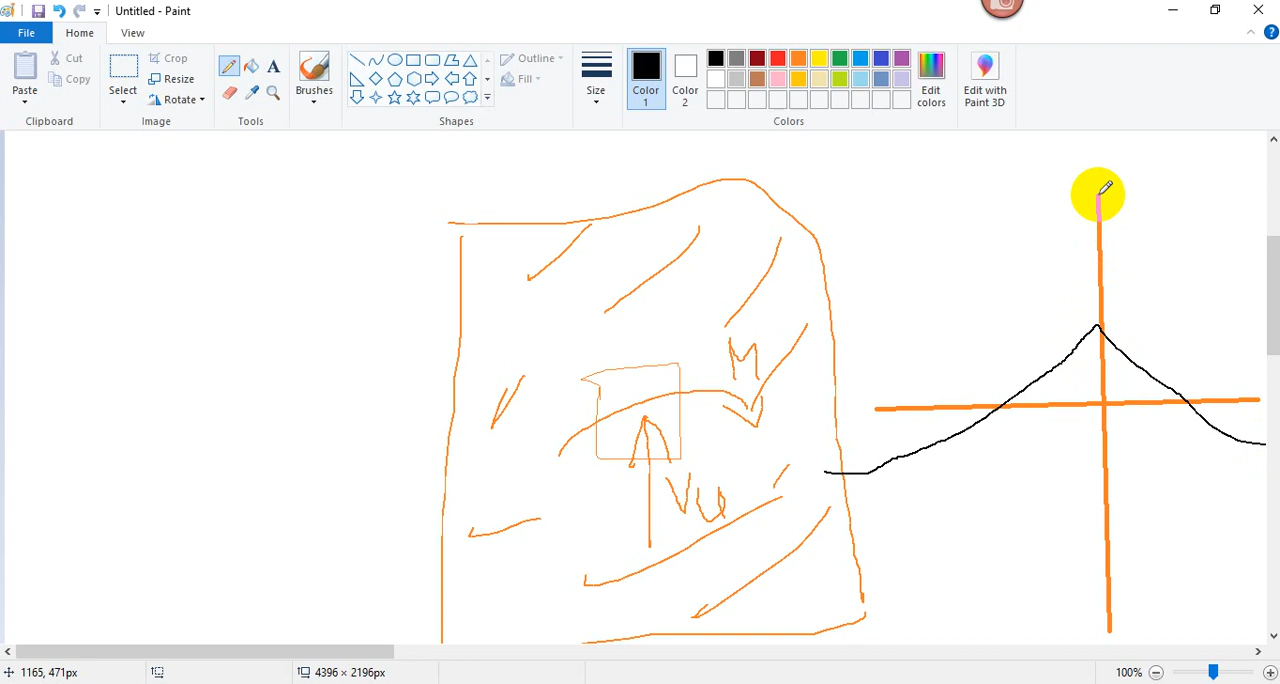 Untitled - Paint
File
Home
View
Paste
Cut
Copy
Clipboard
Select
Crop
Resize
Rotate
Image
Tools
Brushes
Shapes
Outline
Fill
Size
Color 1
Color 2
Edit colors
Colors
Edit with Paint 3D
A
?
M
Vu
1165, 471px
4396 × 2196px
100%